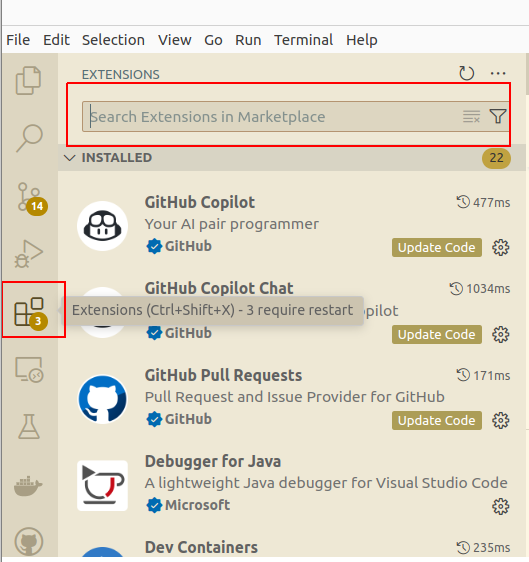 File Edit Selection View Go Run Terminal Help
EXTENSIONS
Search Extensions in Marketplace
INSTALLED 22
GitHub Copilot 477ms
Your AI pair programmer
GitHub Update Code
14
GitHub Copilot Chat 1034ms
Extensions (Ctrl+Shift+X) - 3 require restart
3
GitHub Update Code
GitHub Pull Requests 171ms
Pull Request and Issue Provider for GitHub
GitHub Update Code
Debugger for Java
A lightweight Java debugger for Visual Studio Code
Microsoft
Dev Containers 235ms